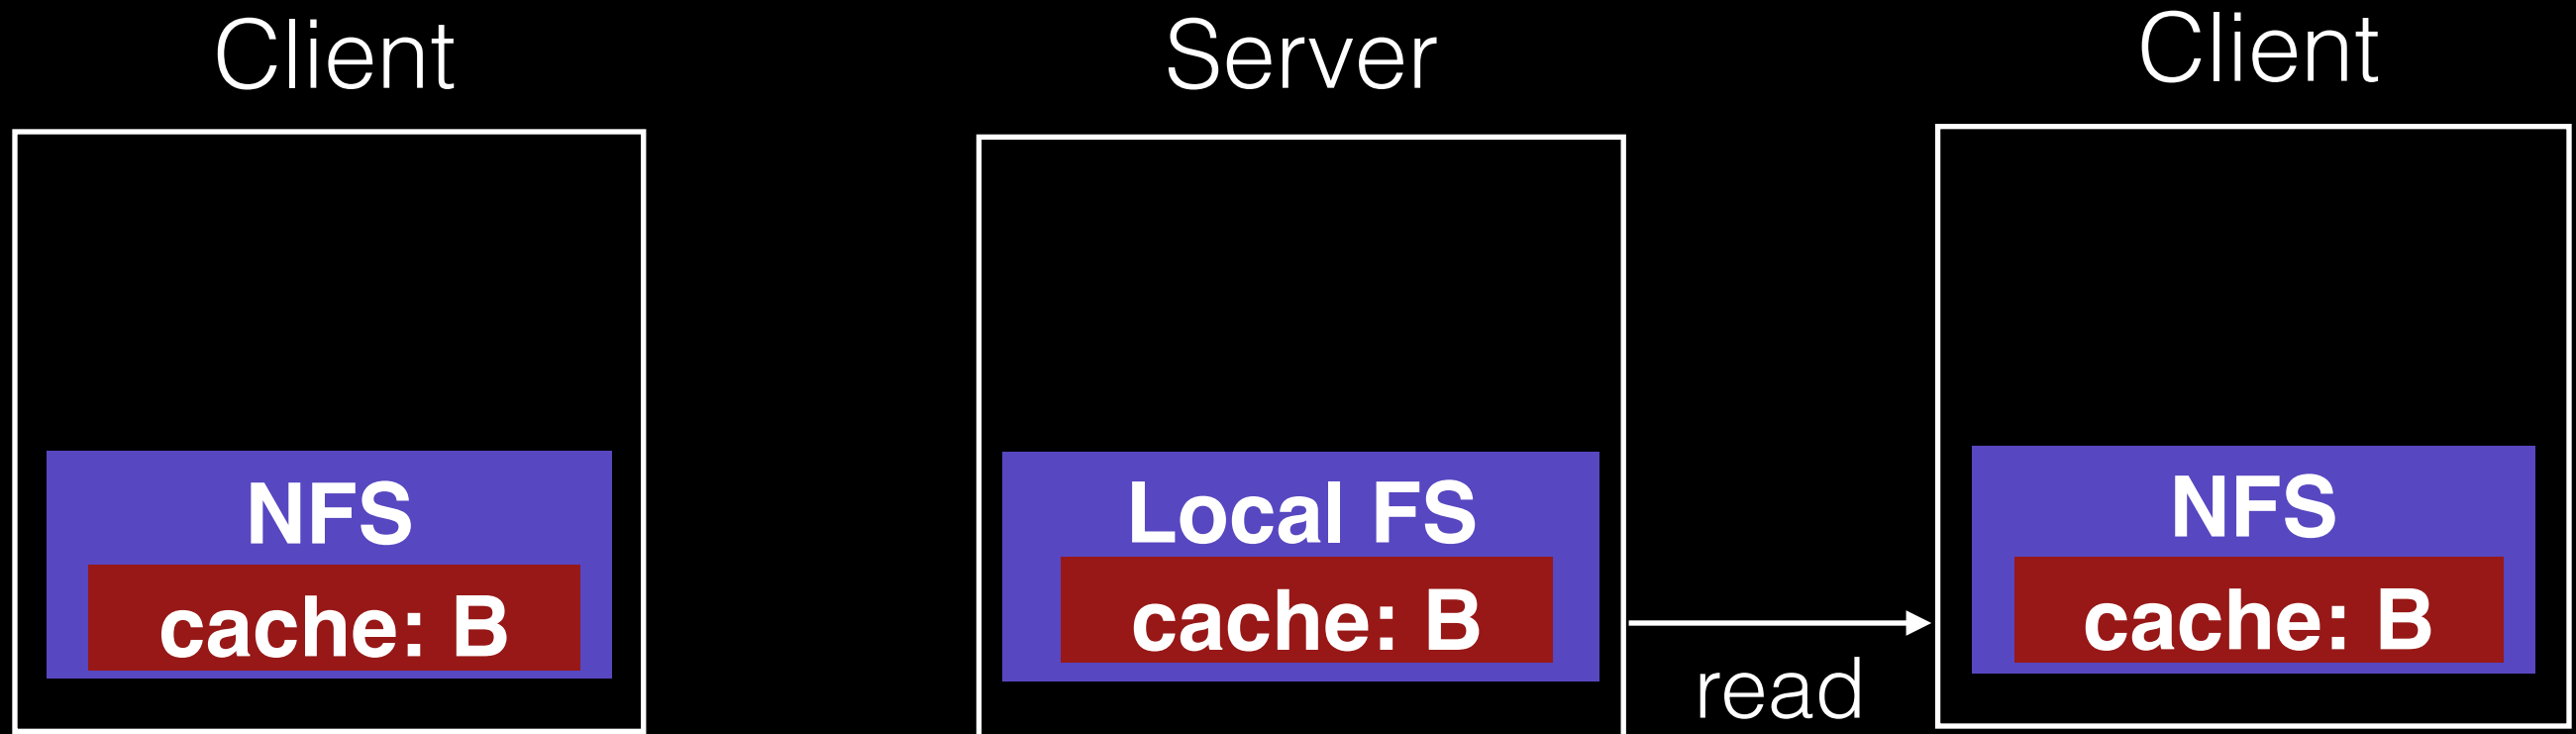 Client
NFS
cache: B
Server
Local FS
cache: B
read
Client
NFS
cache: B